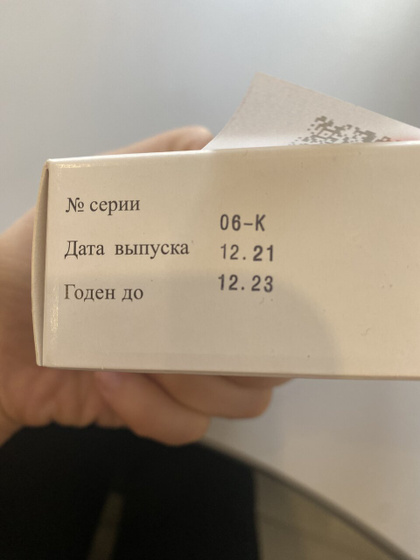 № серии 06-K
Дата выпуска 12.21
Годен до 12.23